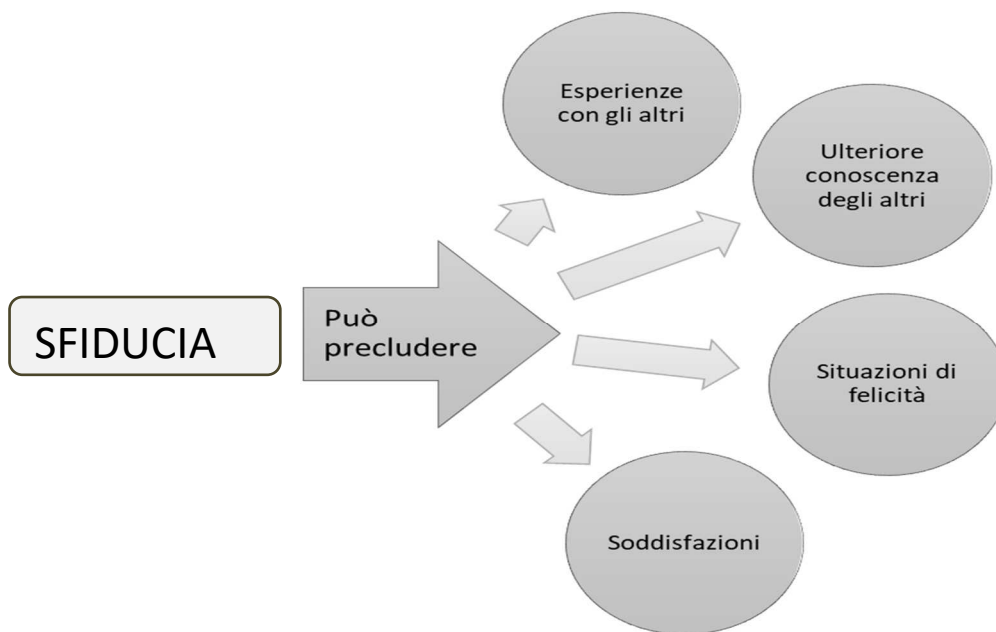 SFIDUCIA
Può
precludere
Esperienze
con gli altri
Ulteriore
conoscenza
degli altri
Situazioni di
felicità
Soddisfazioni